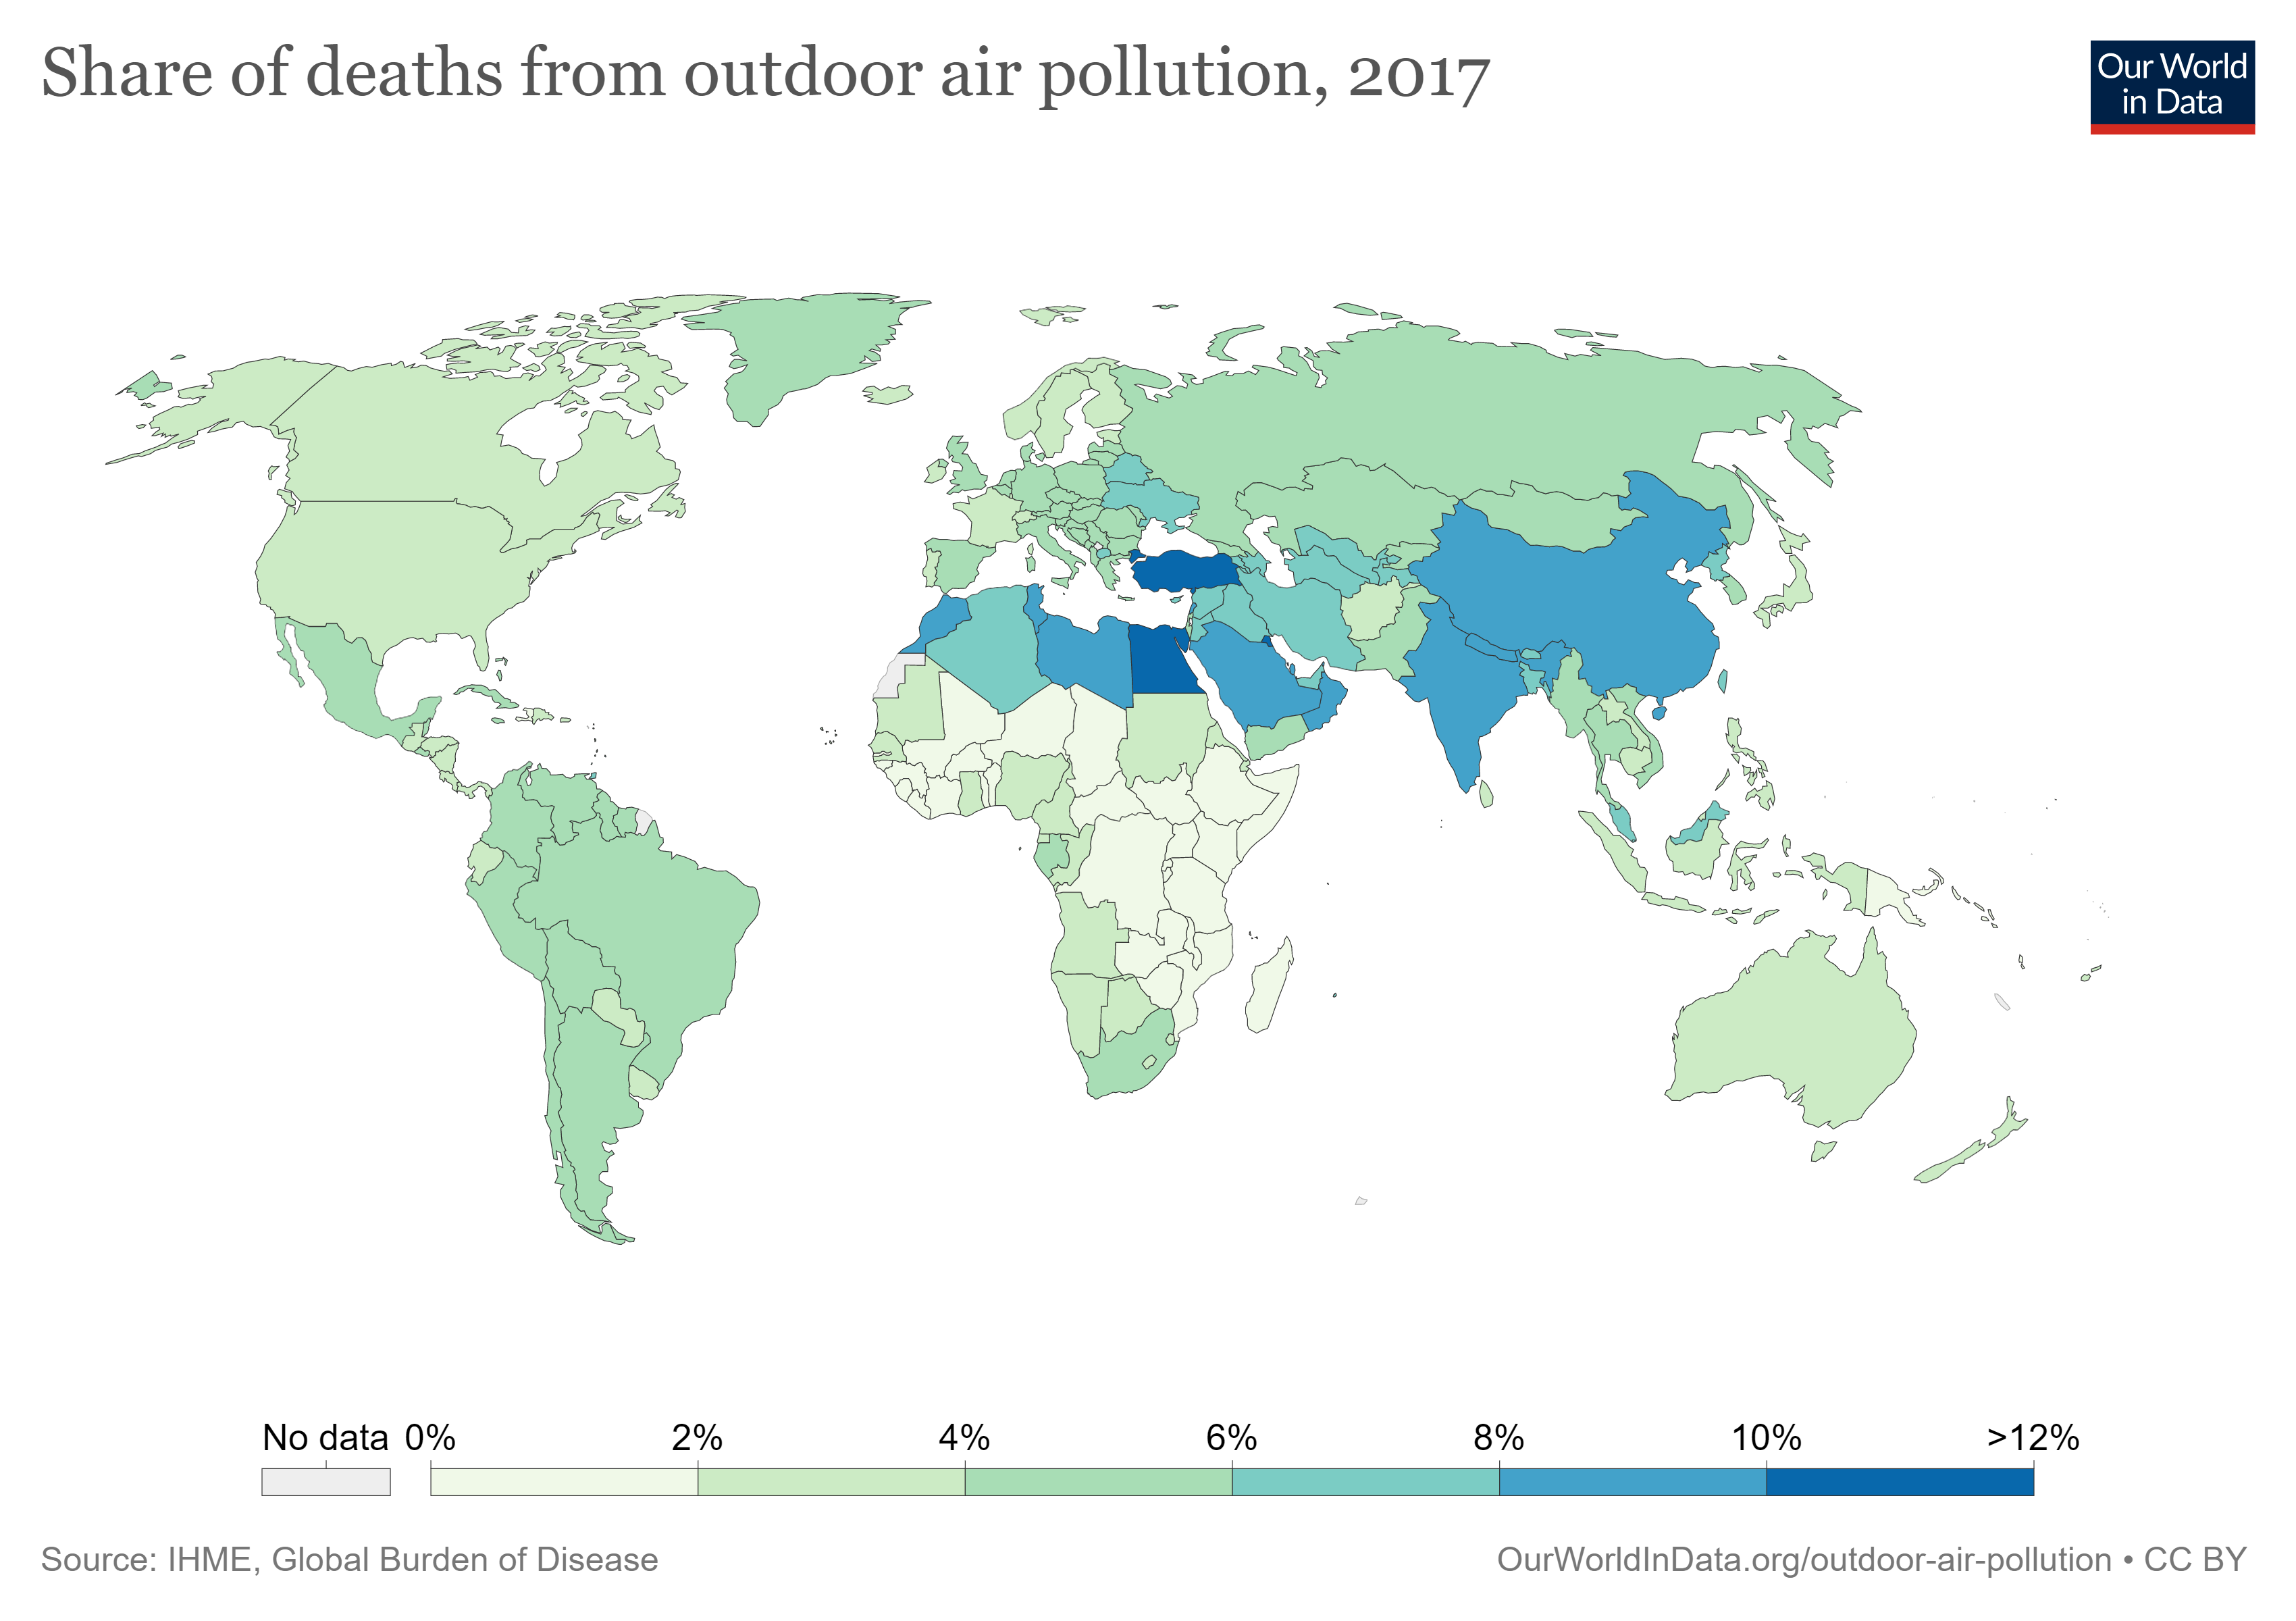 Share of deaths from outdoor air pollution, 2017
Our World
in Data
No data 0% 2% 4% 6% 8% 10% >12%
Source: IHME, Global Burden of Disease
OurWorldInData.org/outdoor-air-pollution • CC BY